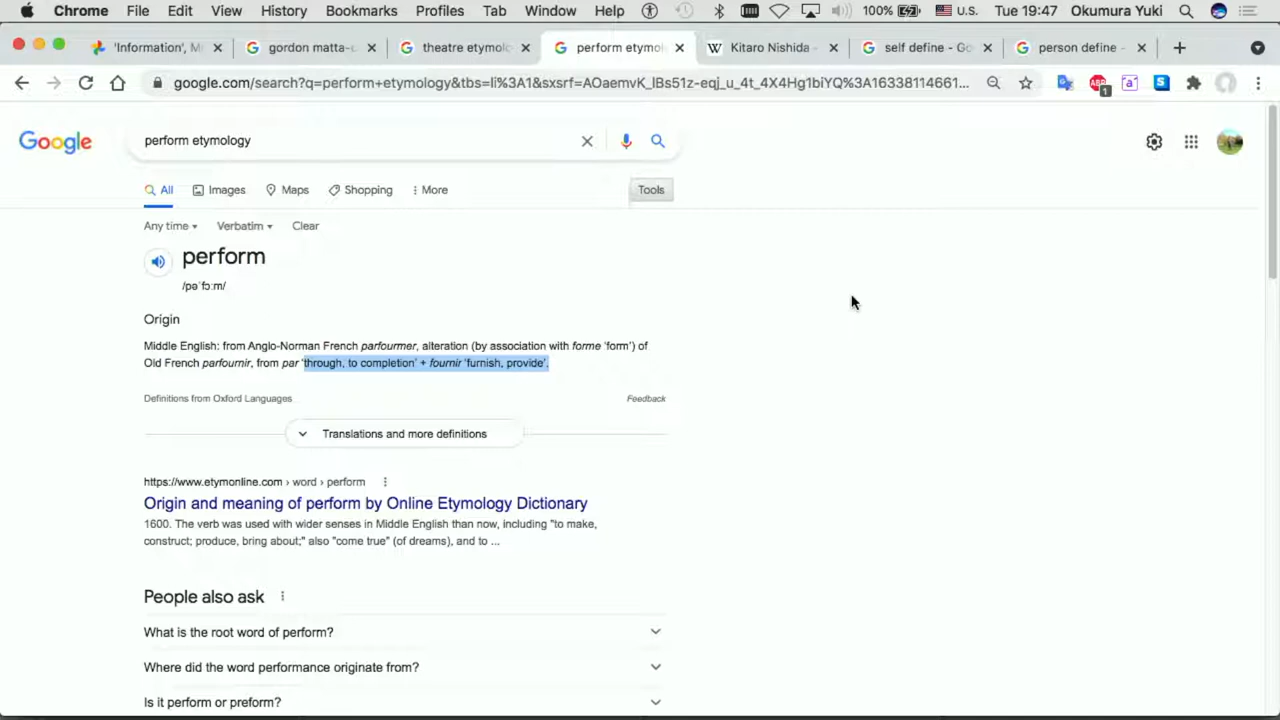 Chrome File Edit View History Bookmarks Profiles Tab Window Help 100% U.S. Tue 19:47 Okumura Yuki
'Information', M gordon matta-c theatre etymolo perform etymol Kitaro Nishida - self define - Go person define -
google.com/search?q=perform+etymology&tbs=li%3A1&sxsrf=AOaemvK_lBs51z-eqj_u_4t_4X4Hg1biYQ%3A16338114661...
Google perform etymology
All Images Maps Shopping More Tools
Any time Verbatim Clear
perform
/pəˈfɔːm/
Origin
Middle English: from Anglo-Norman French parfourmer, alteration (by association with forme 'form') of
Old French parfournir, from par 'through, to completion' + fournir 'furnish, provide'.
Definitions from Oxford Languages Feedback
Translations and more definitions
https://www.etymonline.com › word › perform
Origin and meaning of perform by Online Etymology Dictionary
1600. The verb was used with wider senses in Middle English than now, including "to make,
construct; produce, bring about;" also "come true" (of dreams), and to ...
People also ask
What is the root word of perform?
Where did the word performance originate from?
Is it perform or preform?